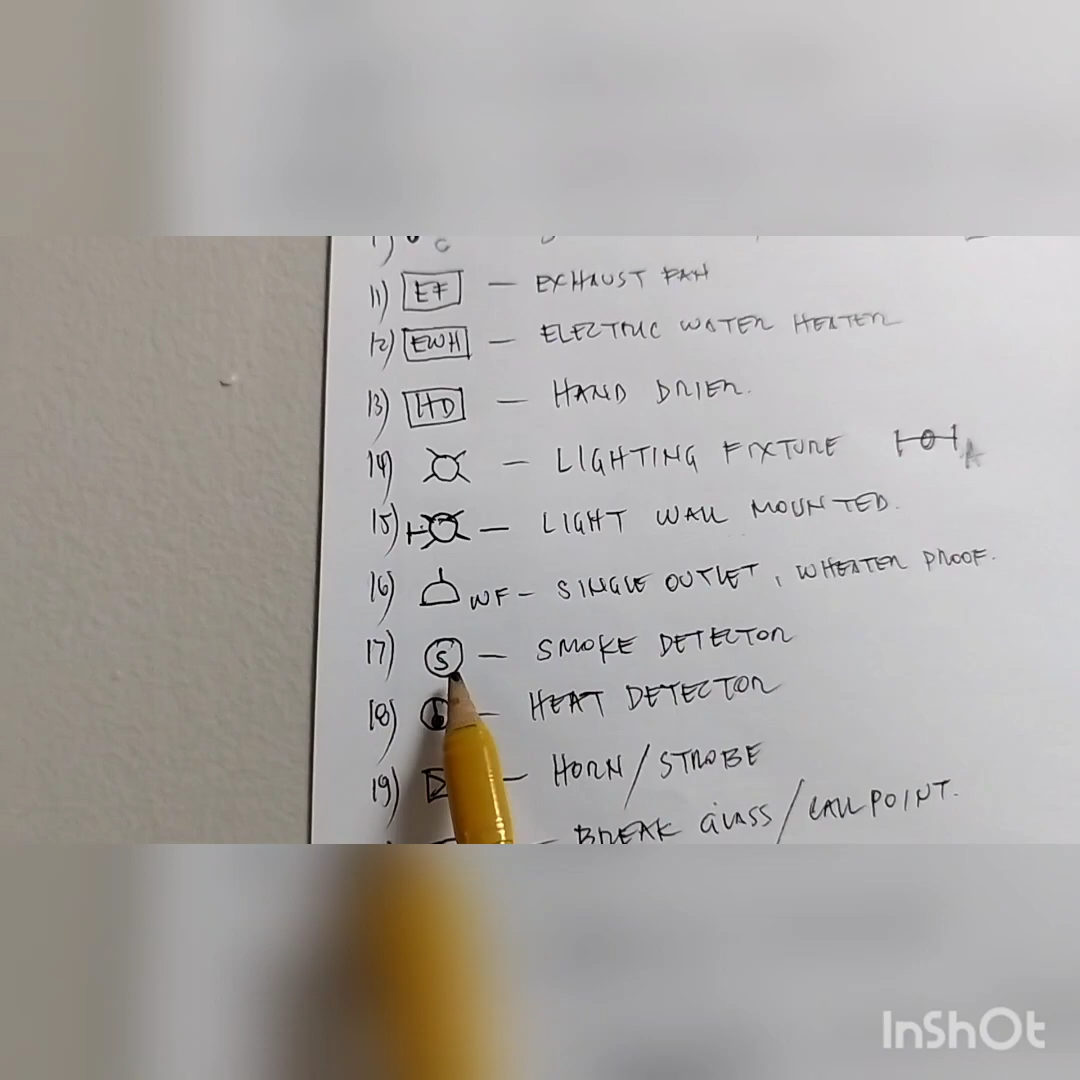 11) EF — EXHAUST FAN
12) EWH — ELECTRIC WATER HEATER
13) HD — HAND DRIER.
14) — LIGHTING FIXTURE A
15) — LIGHT WALL MOUNTED.
16) WF — SINGLE OUTLET, WHEATER PROOF.
17) S — SMOKE DETECTOR
18) — HEAT DETECTOR
19) — HORN/STROBE
— BREAK GLASS/CALL POINT.
InShOt